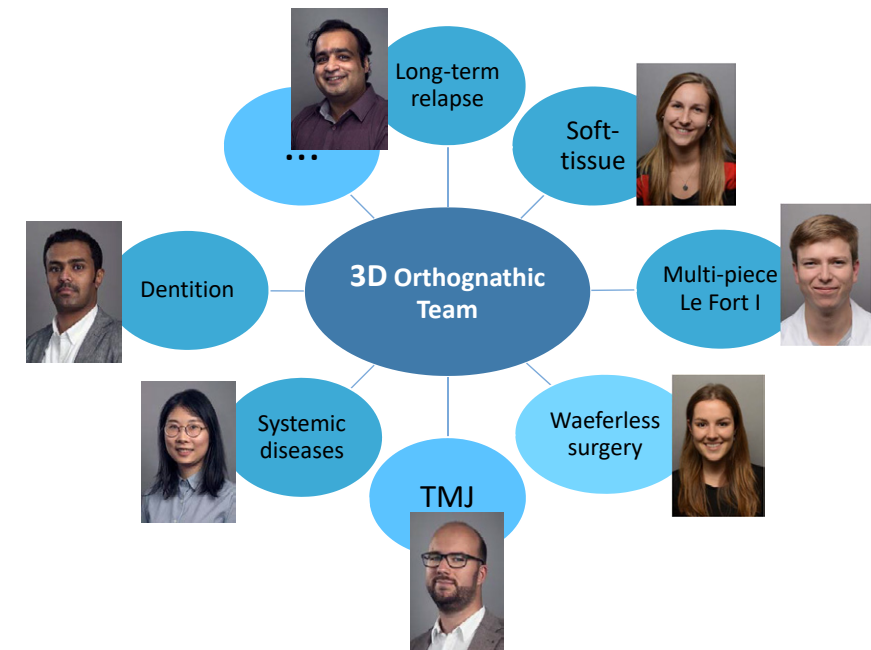 Long-term
relapse
Soft-
tissue
...
3D Orthognathic
Team
Multi-piece
Le Fort I
Dentition
Waeferless
surgery
Systemic
diseases
TMJ